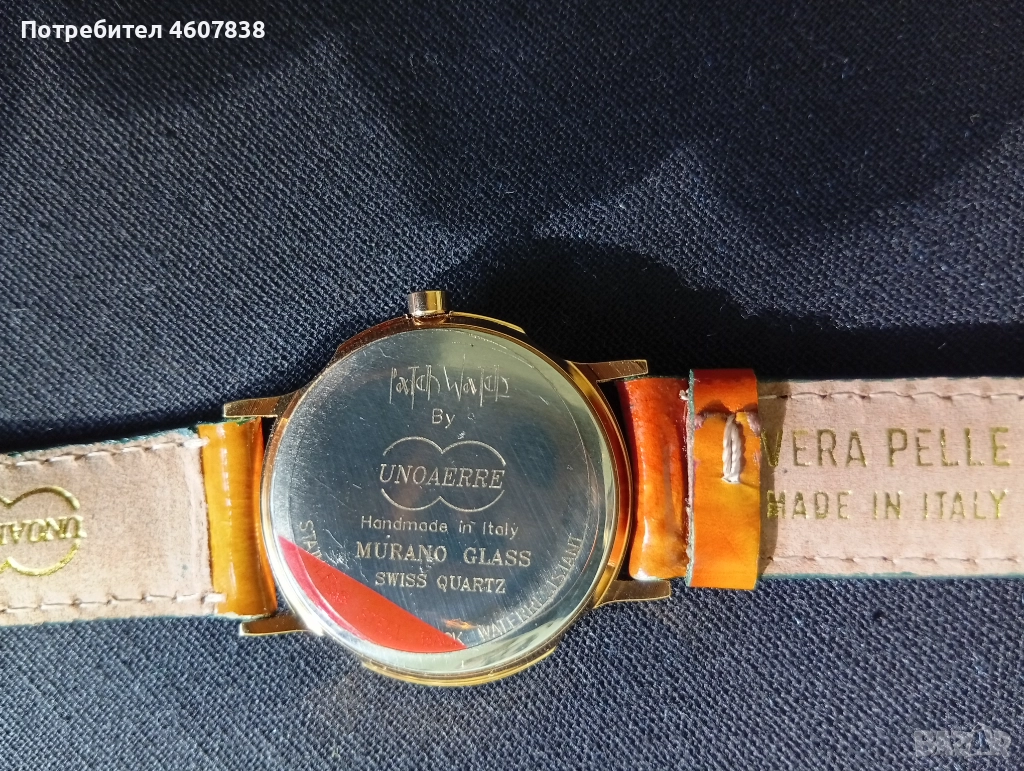 Потребител 4607838
Patch Watch
By
UNOAERRE
Handmade in Italy
MURANO GLASS
SWISS QUARTZ
VERA PELLE
MADE IN ITALY